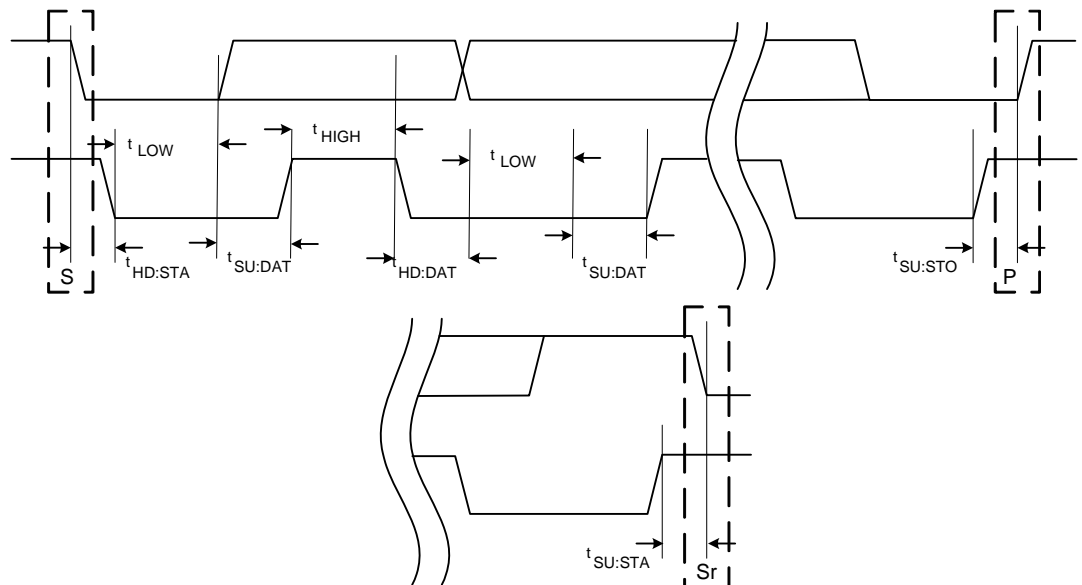 t LOW
t HIGH
t LOW
S
t HD:STA
t SU:DAT
t HD:DAT
t SU:DAT
t SU:STO
P
t SU:STA
Sr